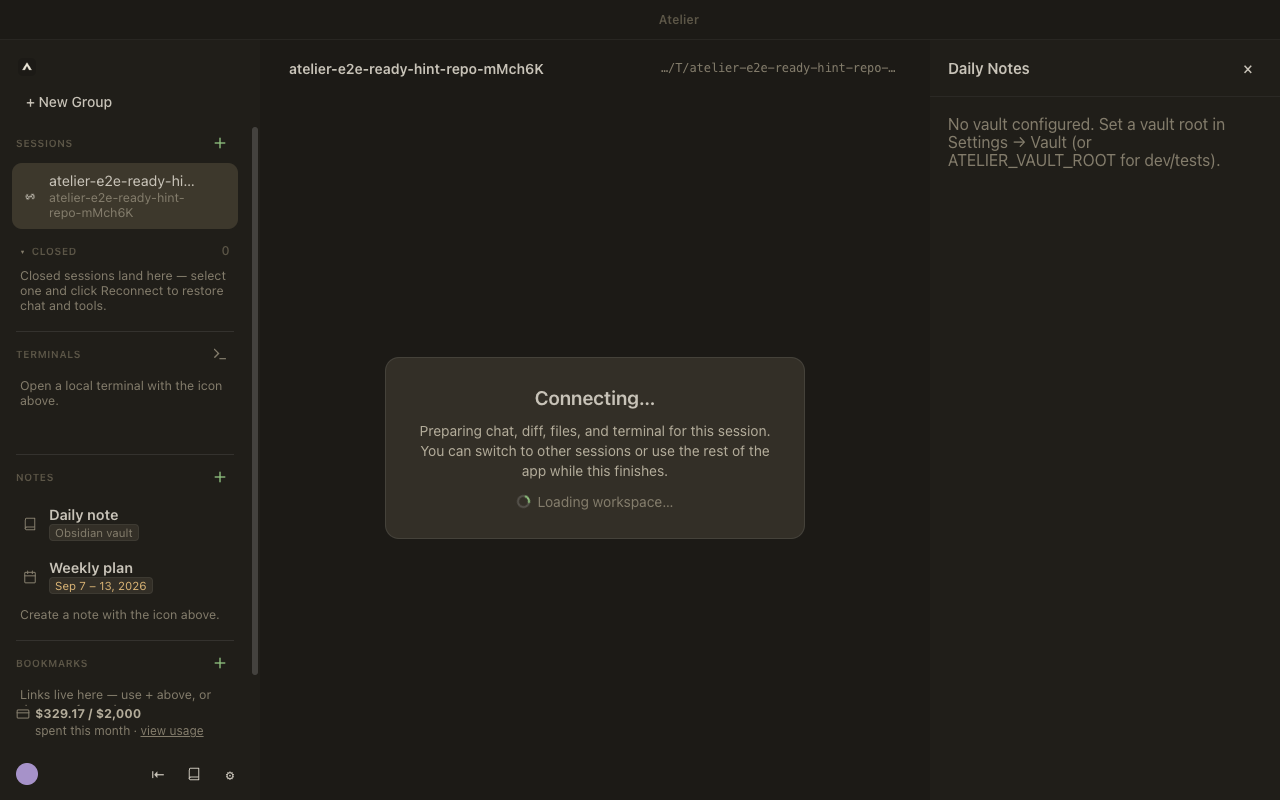 Atelier
+ New Group
SESSIONS
atelier-e2e-ready-hi...
atelier-e2e-ready-hint-
repo-mMch6K
CLOSED 0
Closed sessions land here — select
one and click Reconnect to restore
chat and tools.
TERMINALS
Open a local terminal with the icon
above.
NOTES
Daily note
Obsidian vault
Weekly plan
Sep 7 – 13, 2026
Create a note with the icon above.
BOOKMARKS
Links live here — use + above, or
$329.17 / $2,000
spent this month · view usage
atelier-e2e-ready-hint-repo-mMch6K
…/T/atelier-e2e-ready-hint-repo-…
Connecting...
Preparing chat, diff, files, and terminal for this session.
You can switch to other sessions or use the rest of the
app while this finishes.
Loading workspace...
Daily Notes
No vault configured. Set a vault root in
Settings → Vault (or
ATELIER_VAULT_ROOT for dev/tests).